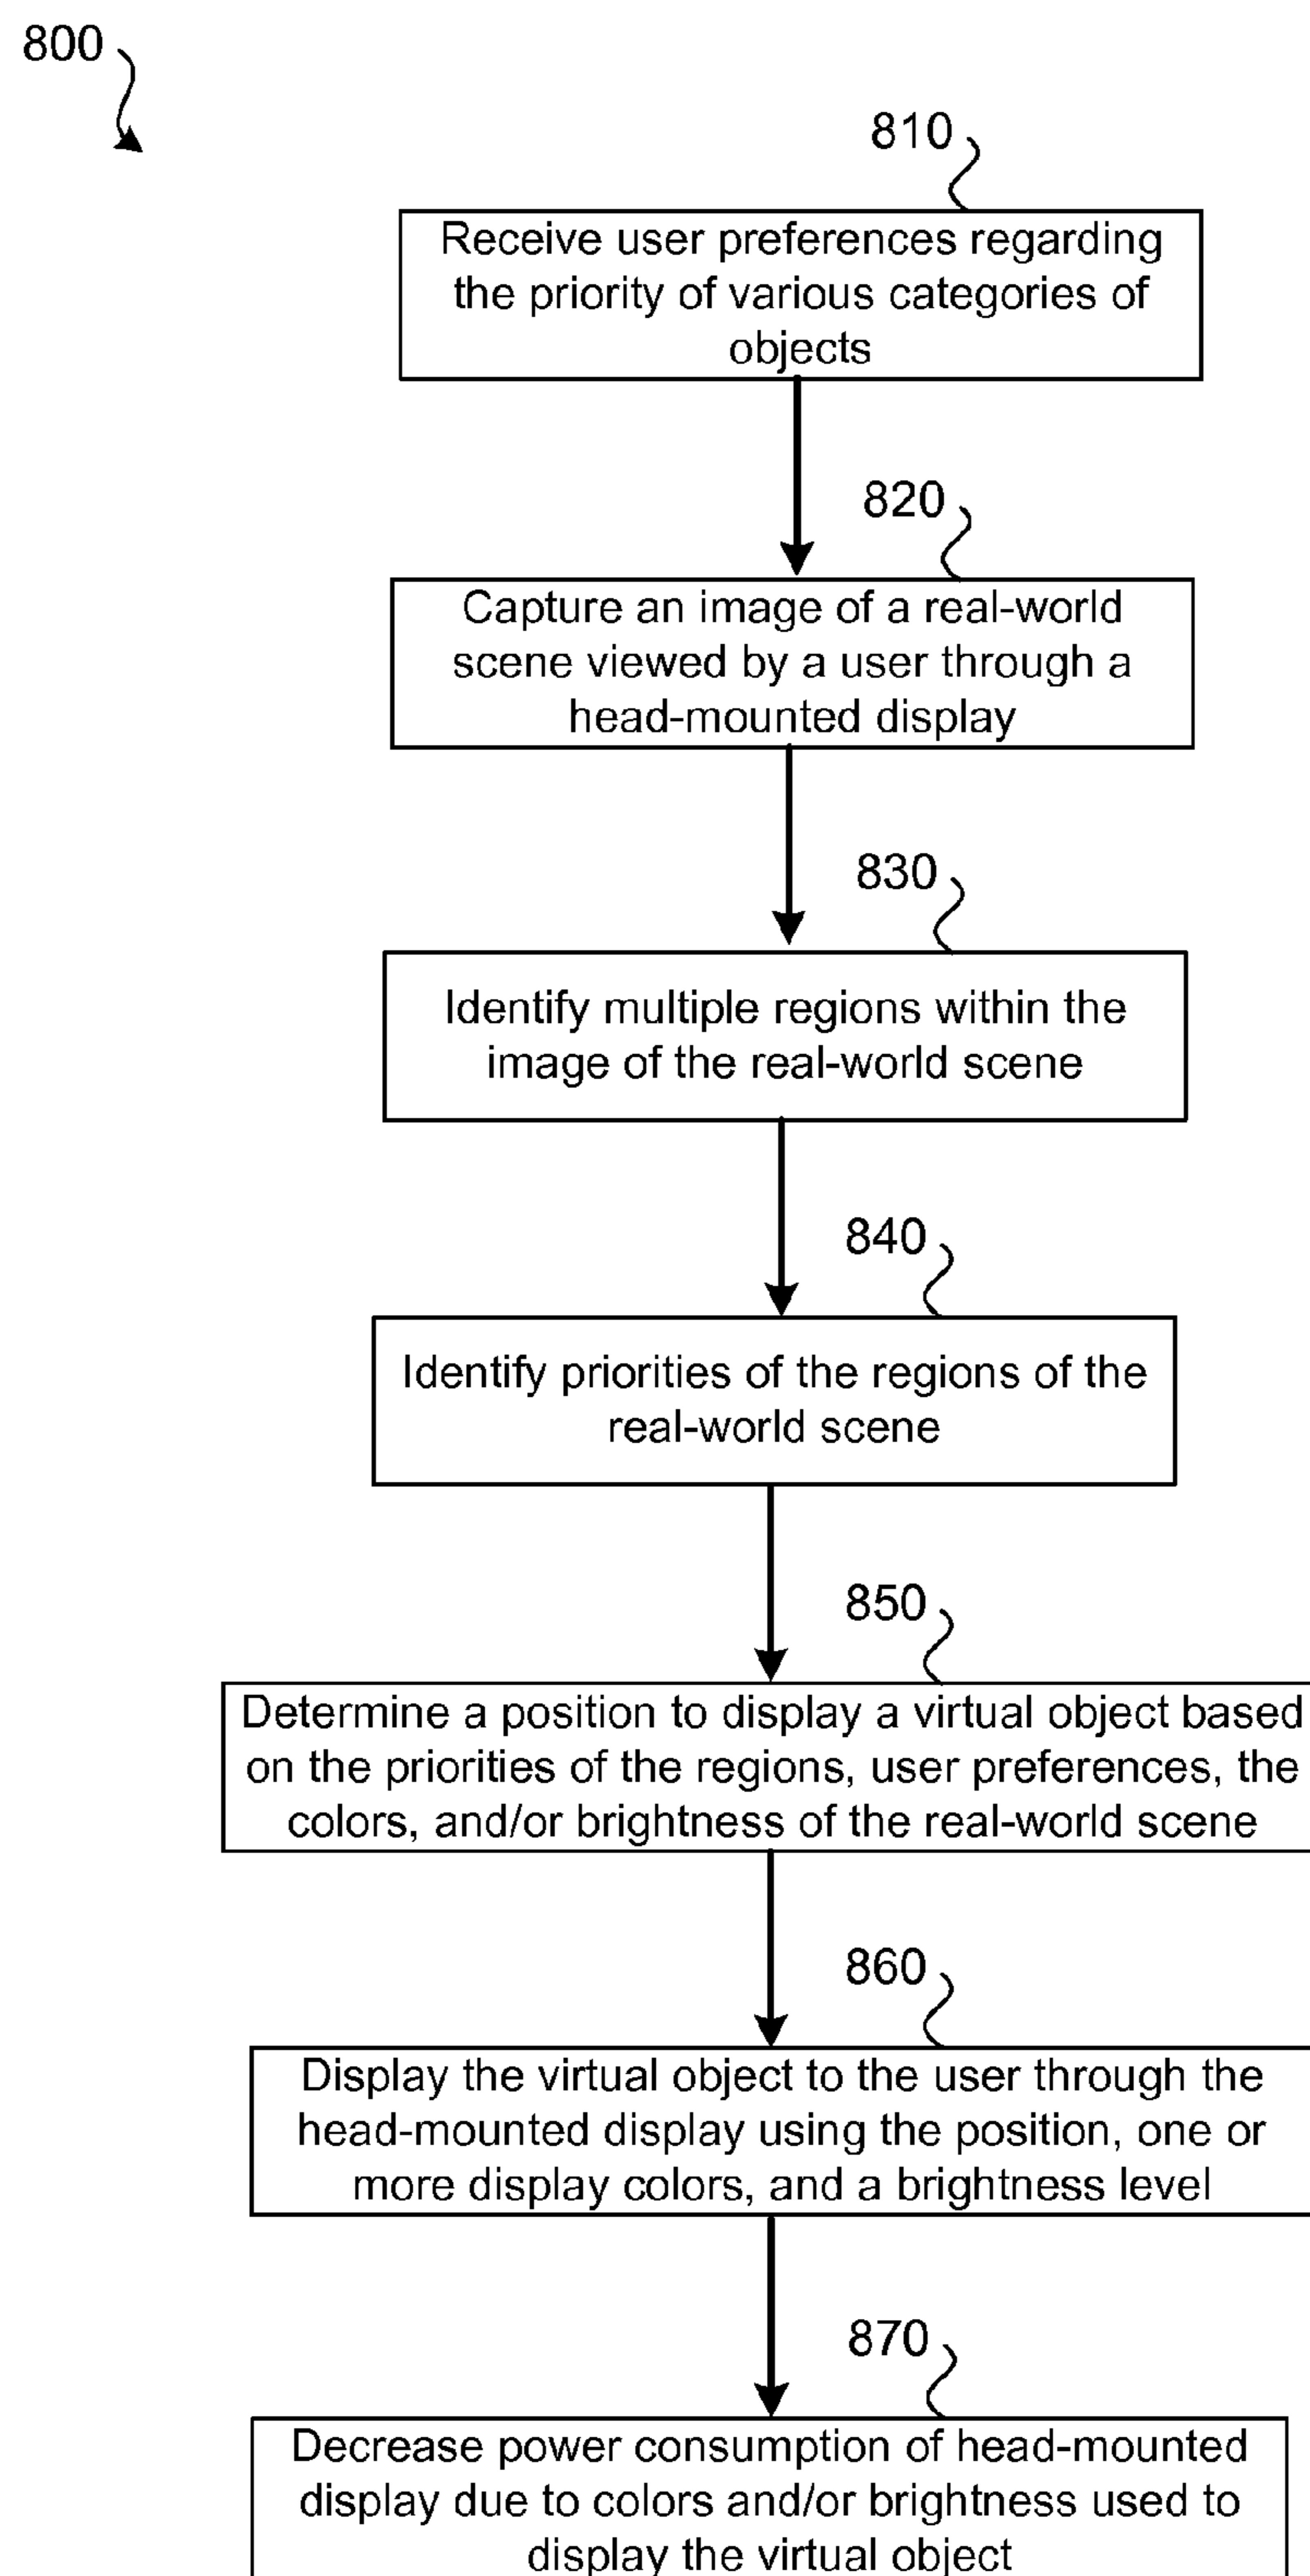 800
810
Receive user preferences regarding
the priority of various categories of
objects
820
Capture an image of a real-world
scene viewed by a user through a
head-mounted display
830
Identify multiple regions within the
image of the real-world scene
840
Identify priorities of the regions of the
real-world scene
850
Determine a position to display a virtual object based
on the priorities of the regions, user preferences, the
colors, and/or brightness of the real-world scene
860
Display the virtual object to the user through the
head-mounted display using the position, one or
more display colors, and a brightness level
870
Decrease power consumption of head-mounted
display due to colors and/or brightness used to
display the virtual object